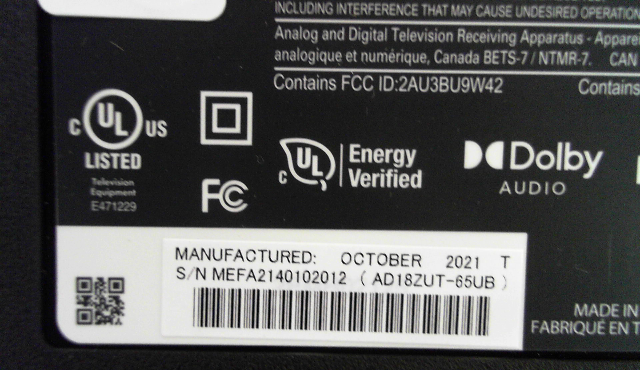 INCLUDING INTERFERENCE THAT MAY CAUSE UNDESIRED OPERATION
Analog and Digital Television Receiving Apparatus - Appareil
analogique et numérique, Canada BETS-7 / NTMR-7. CAN
Contains FCC ID:2AU3BU9W42 Contains
C UL US
LISTED
Television
Equipment
E471229
FC
C UL Energy
Verified
Dolby
AUDIO
MANUFACTURED: OCTOBER 2021 T
S/N MEFA2140102012 ( AD18ZUT-65UB )
MADE IN
FABRIQUÉ EN T